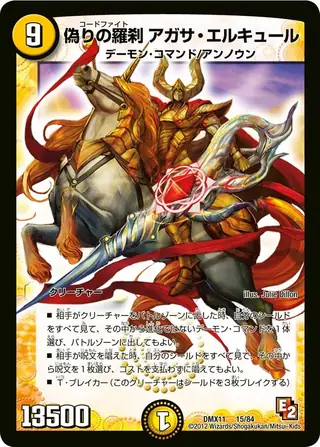 9
コードファイト
偽りの羅刹 アガサ・エルキュール
デーモン・コマンド/アンノウン
illus. Julie Dillon
クリーチャー
■ 相手がクリーチャーをバトルゾーンに出した時、自分のシールド
をすべて見て、その中から進化ではないデーモン・コマンドを1体
選び、バトルゾーンに出してもよい。
■ 相手が呪文を唱えた時、自分のシールドをすべて見て、その中か
ら呪文を1枚選び、コストを支払わずに唱えてもよい。
■ T・ブレイカー(このクリーチャーはシールドを3枚ブレイクする)
13500
1
DMX11 15/84
©2012 Wizards/Shogakukan/Mitsui-Kids
E2